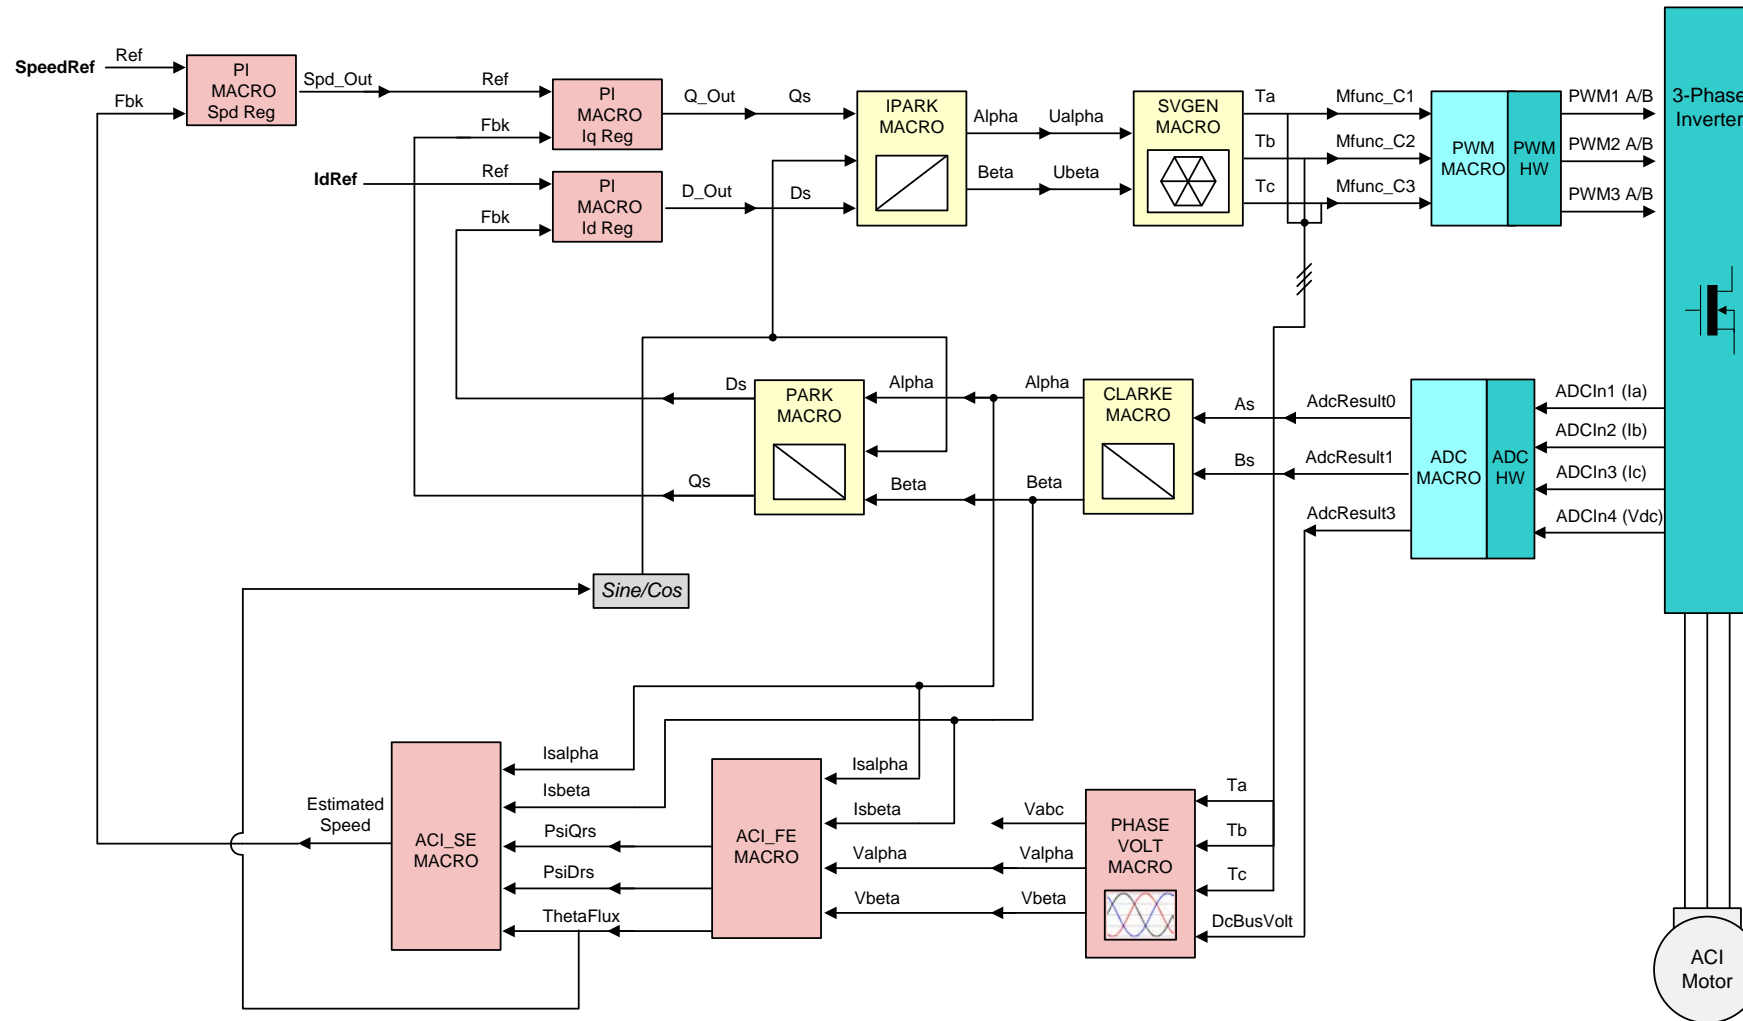 SpeedRef
Ref
Fbk
PI
MACRO
Spd Reg
Spd_Out
Ref
Fbk
PI
MACRO
Iq Reg
Q_Out
Qs
IdRef
Ref
Fbk
PI
MACRO
Id Reg
D_Out
Ds
IPARK
MACRO
Alpha
Ualpha
Beta
Ubeta
SVGEN
MACRO
Ta
Mfunc_C1
Tb
Mfunc_C2
Tc
Mfunc_C3
PWM
MACRO
PWM
HW
PWM1 A/B
PWM2 A/B
PWM3 A/B
3-Phase
Inverter
Ds
Qs
PARK
MACRO
Alpha
Alpha
Beta
Beta
CLARKE
MACRO
As
AdcResult0
Bs
AdcResult1
AdcResult3
ADC
MACRO
ADC
HW
ADCIn1 (Ia)
ADCIn2 (Ib)
ADCIn3 (Ic)
ADCIn4 (Vdc)
Sine/Cos
Estimated
Speed
ACI_SE
MACRO
Isalpha
Isbeta
PsiQrs
PsiDrs
ThetaFlux
ACI_FE
MACRO
Isalpha
Isbeta
Valpha
Vbeta
Vabc
Valpha
Vbeta
PHASE
VOLT
MACRO
Ta
Tb
Tc
DcBusVolt
ACI
Motor